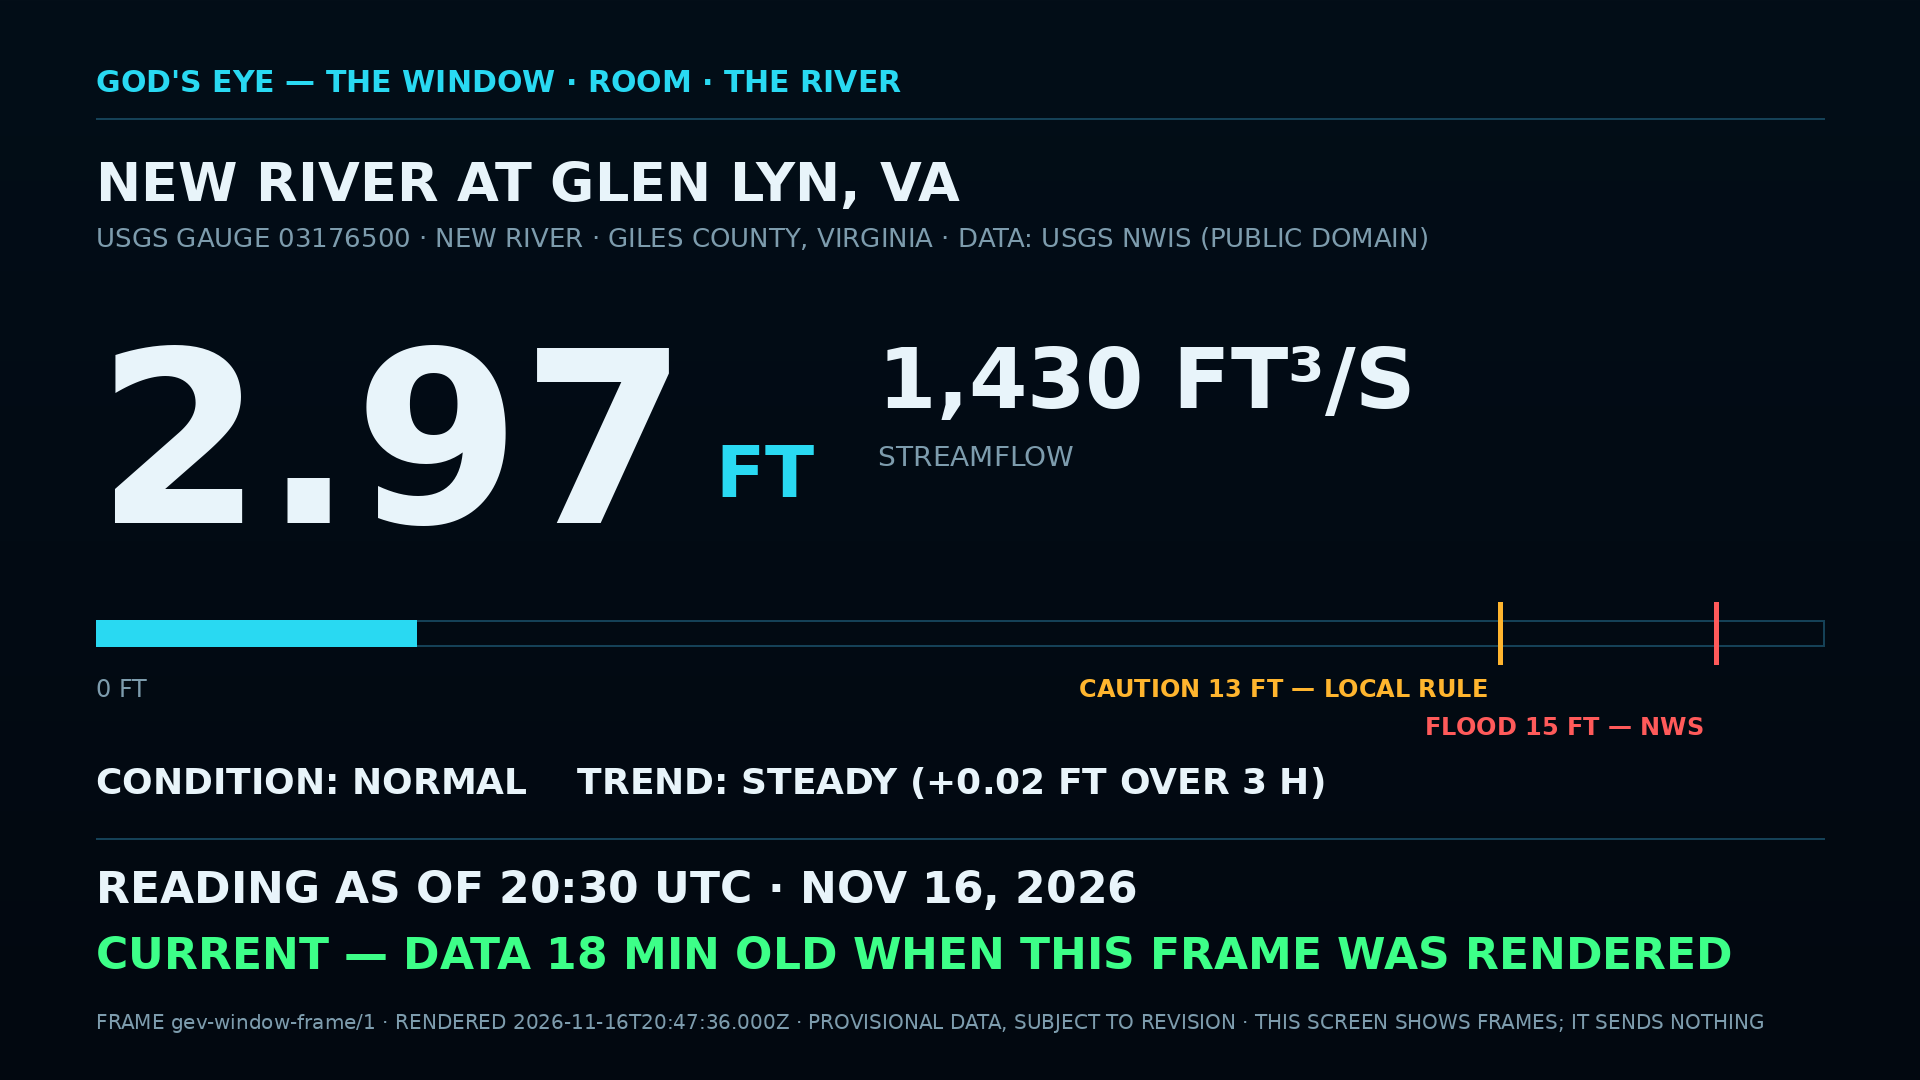 GOD'S EYE — THE WINDOW · ROOM · THE RIVER
NEW RIVER AT GLEN LYN, VA
USGS GAUGE 03176500 · NEW RIVER · GILES COUNTY, VIRGINIA · DATA: USGS NWIS (PUBLIC DOMAIN)
2.97 FT
1,430 FT³/S
STREAMFLOW
0 FT
CAUTION 13 FT — LOCAL RULE
FLOOD 15 FT — NWS
CONDITION: NORMAL TREND: STEADY (+0.02 FT OVER 3 H)
READING AS OF 20:30 UTC · NOV 16, 2026
CURRENT — DATA 18 MIN OLD WHEN THIS FRAME WAS RENDERED
FRAME gev-window-frame/1 · RENDERED 2026-11-16T20:47:36.000Z · PROVISIONAL DATA, SUBJECT TO REVISION · THIS SCREEN SHOWS FRAMES; IT SENDS NOTHING